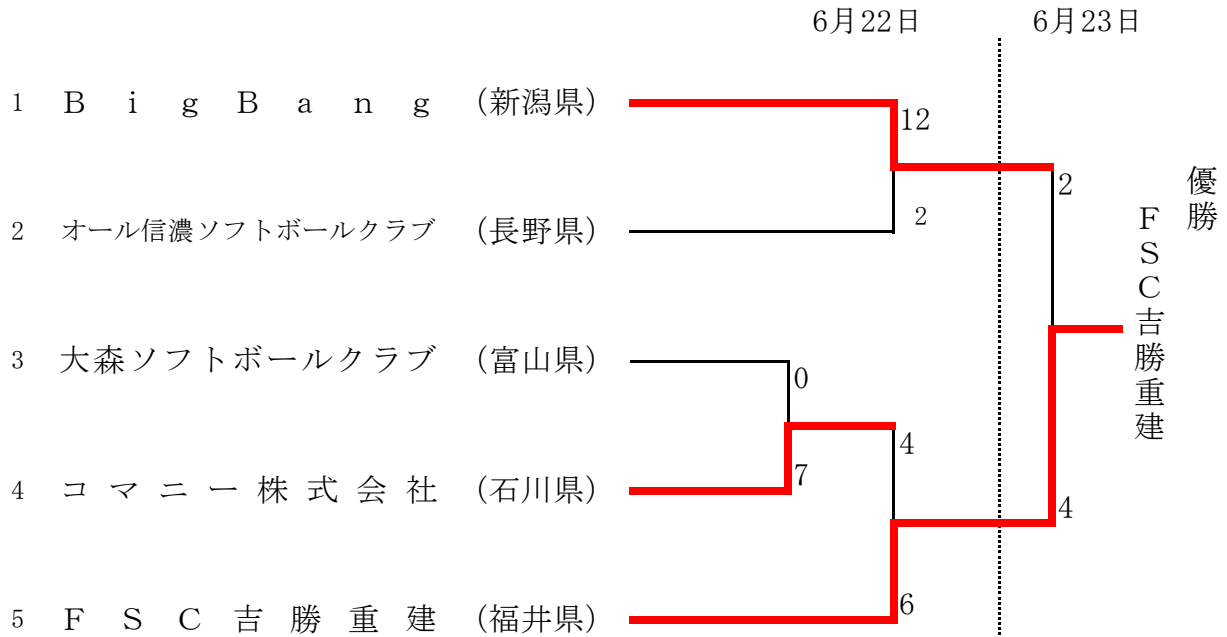 6月22日 6月23日
1 BigBang (新潟県)
12
2
オール信濃ソフトボールクラブ (長野県)
2
2
3 大森ソフトボールクラブ (富山県)
0
4
4 コマニー株式会社 (石川県)
7
4
5 FSC吉勝重建 (福井県)
6
優勝
FSC吉勝重建